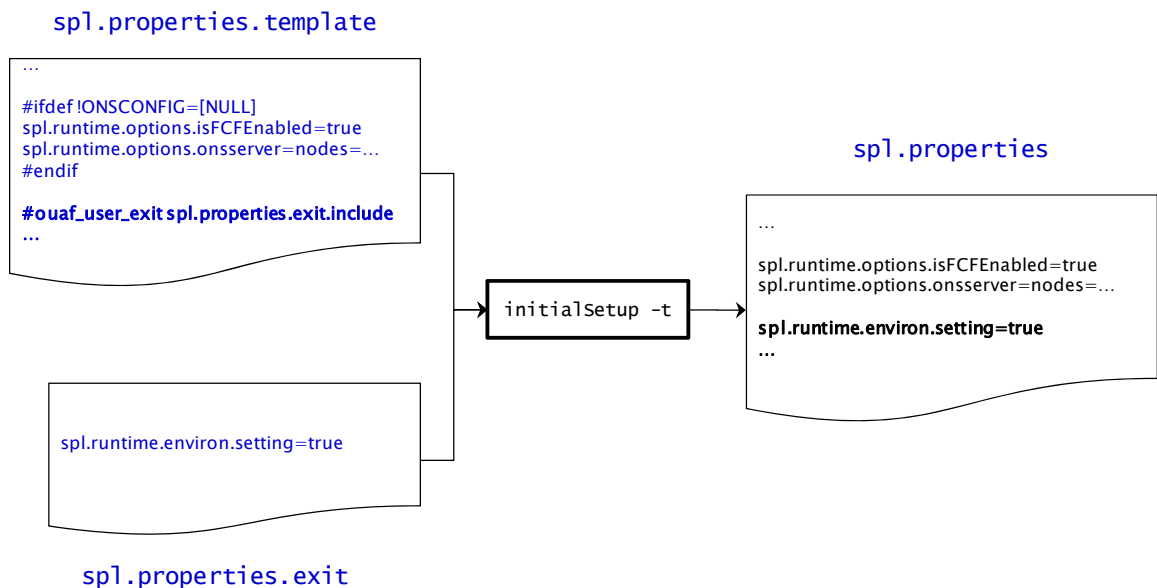 spl.properties.template
...
#ifdef !ONSCONFIG=[NULL]
spl.runtime.options.isFCFEnabled=true
spl.runtime.options.onsserver=nodes=...
#endif
#ouaf_user_exit spl.properties.exit.include
...
spl.properties
...
spl.runtime.options.isFCFEnabled=true
spl.runtime.options.onsserver=nodes=...
spl.runtime.environ.setting=true
...
initialSetup -t
spl.runtime.environ.setting=true
spl.properties.exit